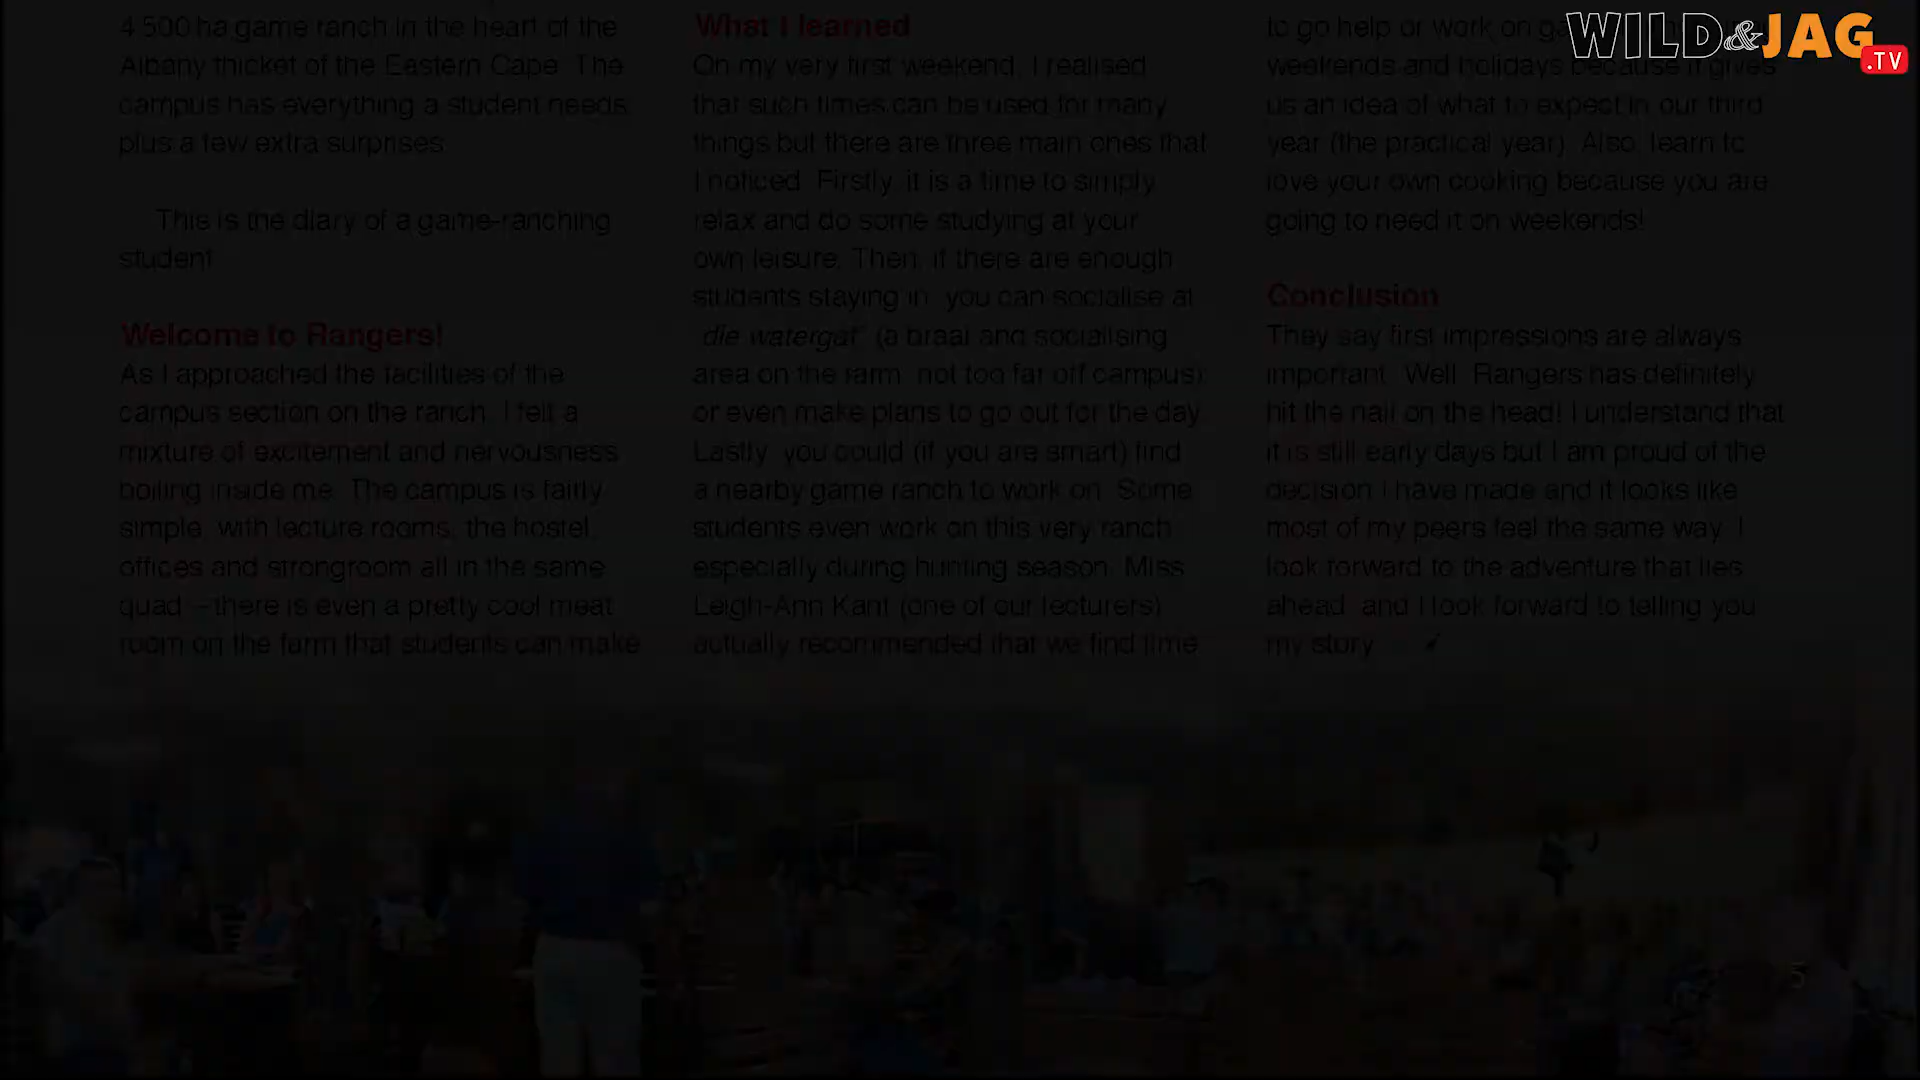 WILD&JAG
.TV
4 500 ha game ranch in the heart of the
Albany thicket of the Eastern Cape. The
campus has everything a student needs
plus a few extra surprises.
This is the diary of a game-ranching
student.
Welcome to Rangers!
As I approached the facilities of the
campus section on the ranch, I felt a
mixture of excitement and nervousness
boiling inside me. The campus is fairly
simple, with lecture rooms, the hostel,
offices and strongroom all in the same
quad – there is even a pretty cool meat
room on the farm that students can make
What I learned
On my very first weekend, I realised
that such times can be used for many
things but there are three main ones that
I noticed. Firstly, it is a time to simply
relax and do some studying at your
own leisure. Then, if there are enough
students staying in, you can socialise at
'die watergat' (a braai and socialising
area on the farm, not too far off campus)
or even make plans to go out for the day.
Lastly, you could (if you are smart) find
a nearby game ranch to work on. Some
students even work on this very ranch,
especially during hunting season. Miss
Leigh-Ann Kant (one of our lecturers)
actually recommended that we find time
to go help or work on
weekends and holidays because it gives
us an idea of what to expect in our third
year (the practical year). Also, learn to
love your own cooking because you are
going to need it on weekends!
Conclusion
They say first impressions are always
important. Well, Rangers has definitely
hit the nail on the head! I understand that
it is still early days but I am proud of the
decision I have made and it looks like
most of my peers feel the same way. I
look forward to the adventure that lies
ahead, and I look forward to telling you
my story.
5